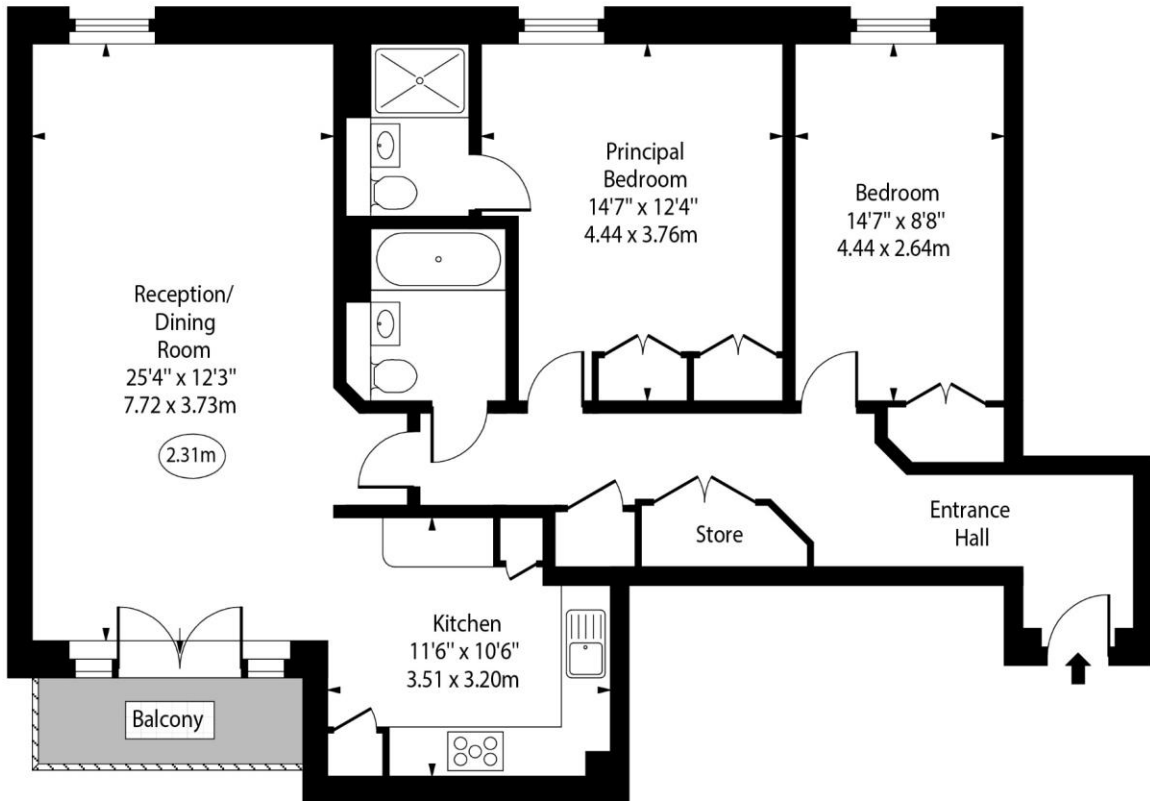 Reception/
Dining
Room
25'4" x 12'3"
7.72 x 3.73m
2.31m
Principal
Bedroom
14'7" x 12'4"
4.44 x 3.76m
Bedroom
14'7" x 8'8"
4.44 x 2.64m
Store
Entrance
Hall
Kitchen
11'6" x 10'6"
3.51 x 3.20m
Balcony